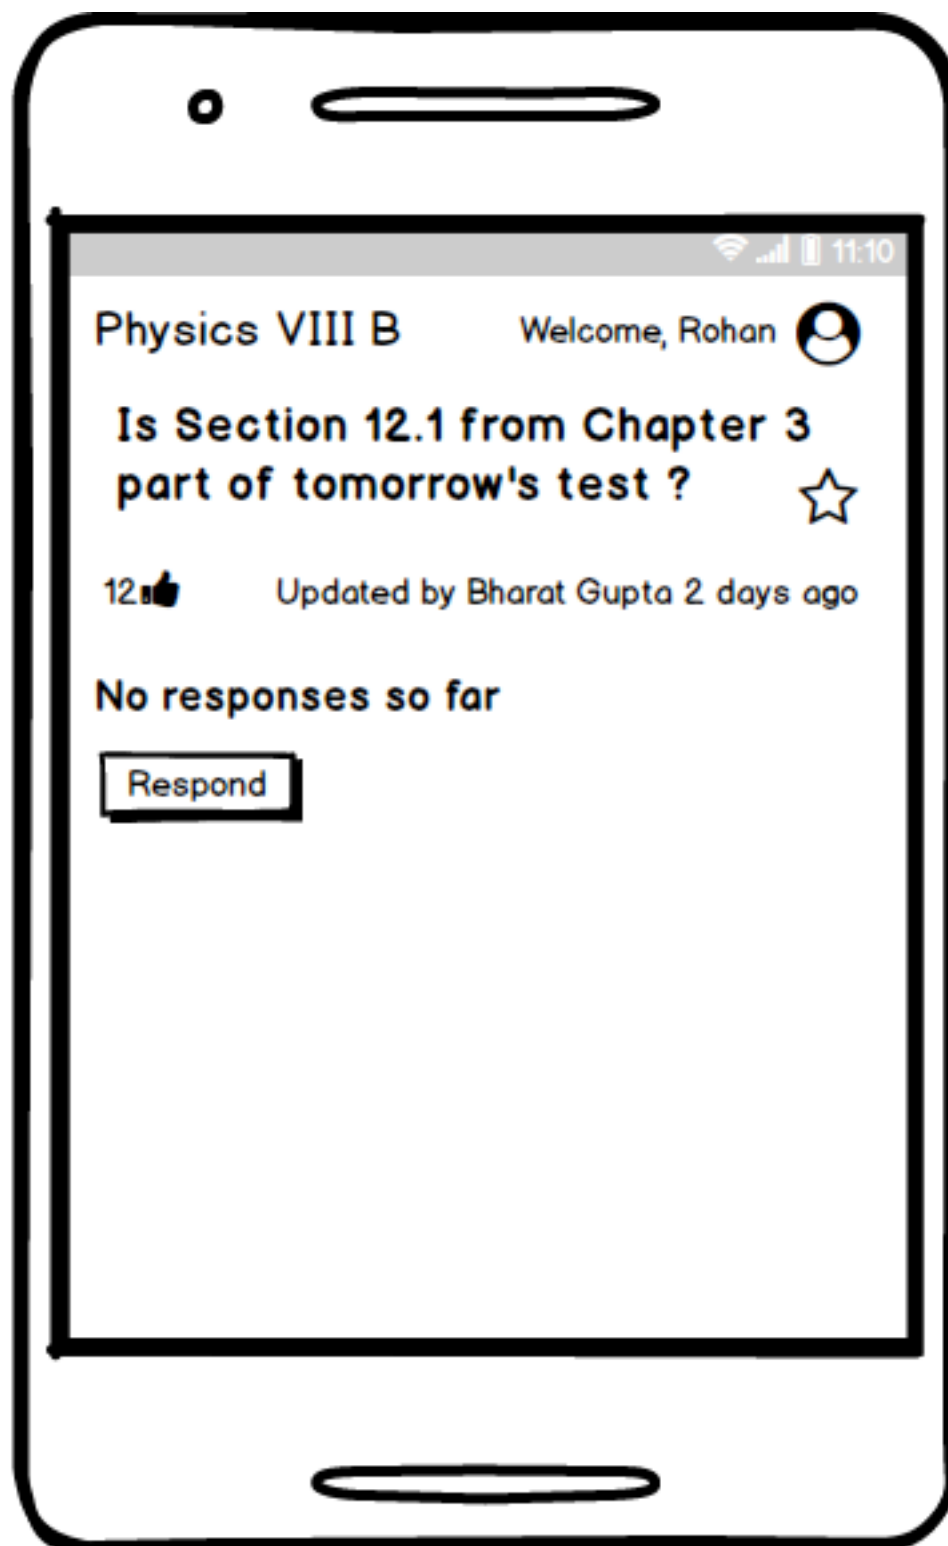 11:10
Physics VIII B
Welcome, Rohan
Is Section 12.1 from Chapter 3
part of tomorrow's test ?
12
Updated by Bharat Gupta 2 days ago
No responses so far
Respond